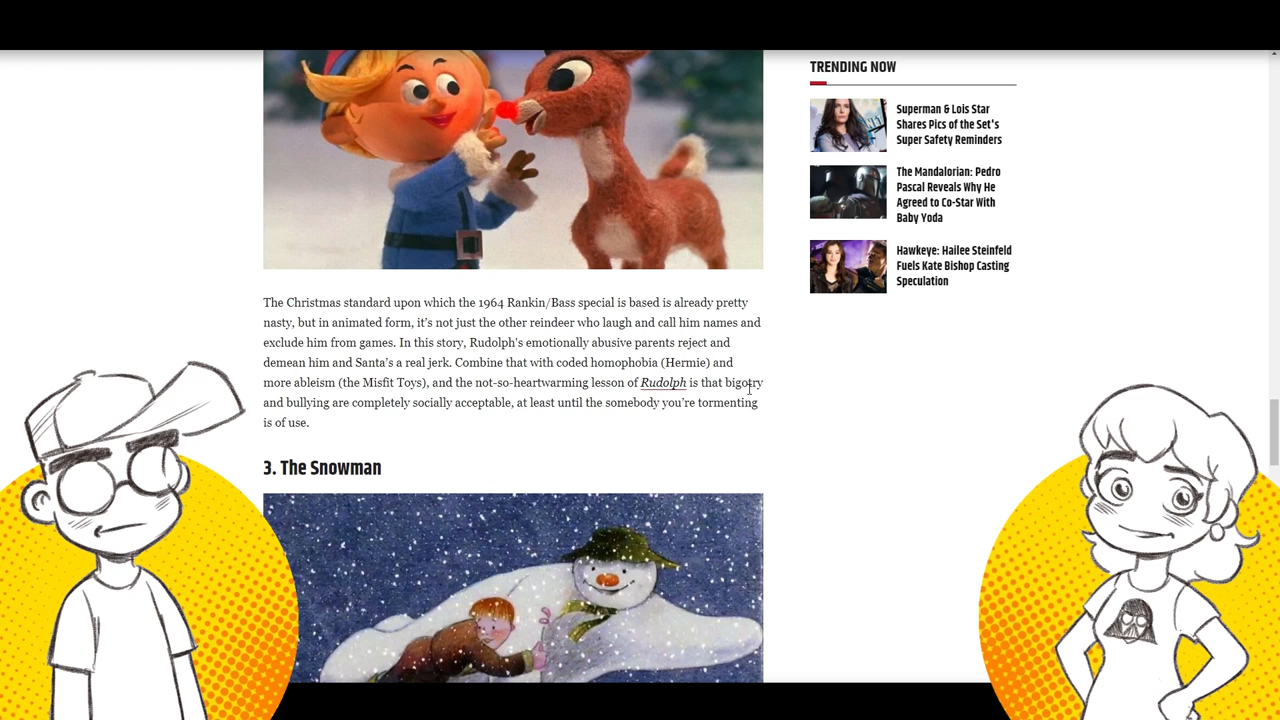 The Christmas standard upon which the 1964 Rankin/Bass special is based is already pretty
nasty, but in animated form, it's not just the other reindeer who laugh and call him names and
exclude him from games. In this story, Rudolph's emotionally abusive parents reject and
demean him and Santa's a real jerk. Combine that with coded homophobia (Hermie) and
more ableism (the Misfit Toys), and the not-so-heartwarming lesson of Rudolph is that bigotry
and bullying are completely socially acceptable, at least until the somebody you're tormenting
is of use.
3. The Snowman
TRENDING NOW
Superman & Lois Star
Shares Pics of the Set's
Super Safety Reminders
The Mandalorian: Pedro
Pascal Reveals Why He
Agreed to Co-Star With
Baby Yoda
Hawkeye: Hailee Steinfeld
Fuels Kate Bishop Casting
Speculation